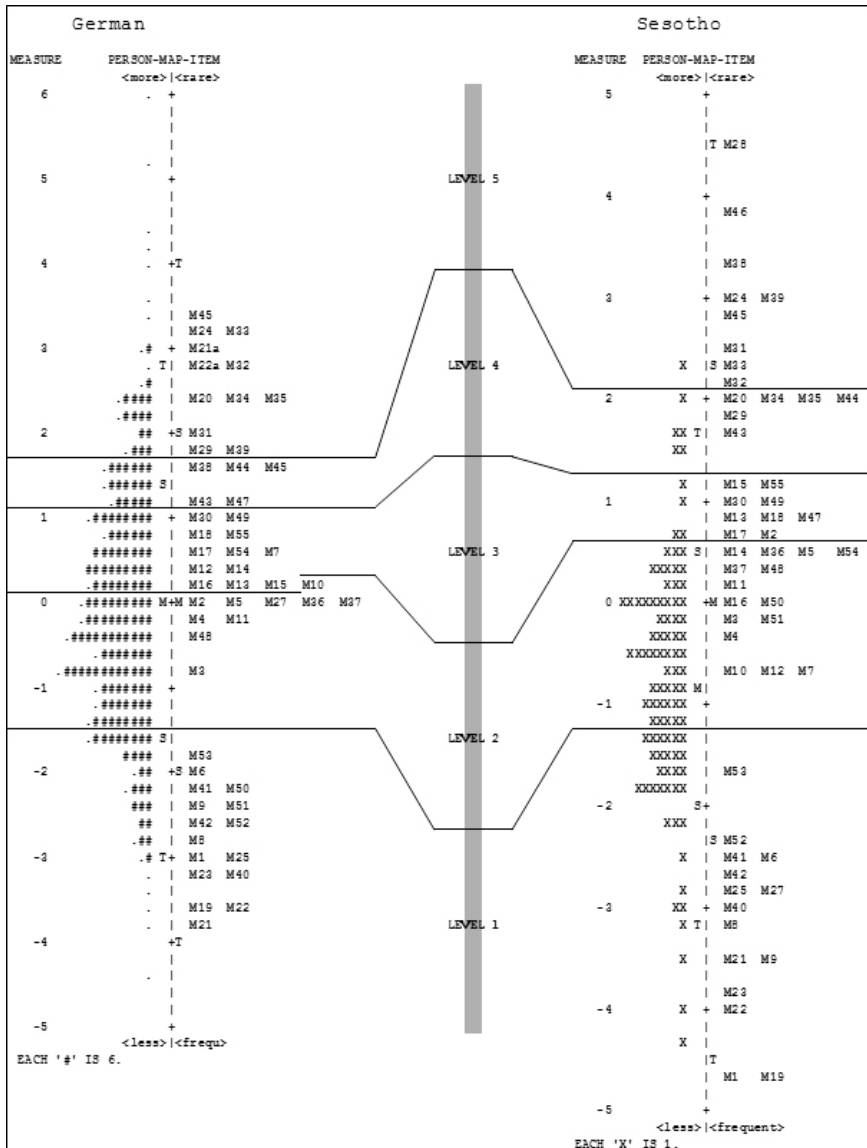 German
MEASURE PERSON-MAP-ITEM
<more>|<rare>
6 . +
|
|
|
. |
5 +
|
|
. |
. |
4 . +T
|
. |
. | M45
| M24 M33
3 .# + M21a
. T| M22a M32
.# |
.#### | M20 M34 M35
.#### |
2 ## +S M31
.### | M29 M39
.###### | M38 M44 M45
.###### S|
.##### | M43 M47
1 .######## + M30 M49
.##### | M18 M55
######## | M17 M54 M7
.####### | M12 M14
.######## | M16 M13 M15 M10
0 .######### M+M M2 M5 M27 M36 M37
.######### | M4 M11
.########### | M48
.####### |
.############ | M3
-1 .####### +
.####### |
.######## |
.######## S|
#### | M53
-2 .## +S M6
.### | M41 M50
### | M9 M51
## | M42 M52
.## | M8
-3 .# T+ M1 M25
. | M23 M40
. |
. | M19 M22
. | M21
-4 +T
|
. |
|
|
-5 +
<less>|<frequ>
EACH '#' IS 6.
LEVEL 5
LEVEL 4
LEVEL 3
LEVEL 2
LEVEL 1
Sesotho
MEASURE PERSON-MAP-ITEM
<more>|<rare>
5 +
|
|
|T M28
|
|
4 +
| M46
|
|
| M38
|
3 + M24 M39
| M45
|
| M31
X |S M33
| M32
2 X + M20 M34 M35 M44
| M29
XX T| M43
XX |
|
X | M15 M55
1 X + M30 M49
| M13 M18 M47
XX | M17 M2
XXX S| M14 M36 M5 M54
XXXXX | M37 M48
XXX | M11
0 XXXXXXXXX +M M16 M50
XXXXX | M3 M51
XXXXX | M4
XXXXXXXX |
XXX | M10 M12 M7
XXXXX M|
-1 XXXXXX +
XXXXX |
XXXXXX |
XXXXX |
XXXX | M53
XXXXXXX |
-2 S+
XXX |
|S M52
X | M41 M6
| M42
X | M25 M27
-3 XX + M40
X T| M8
|
X | M21 M9
|
| M23
-4 X + M22
|
X |
|T
| M1 M19
|
-5 +
<less>|<frequent>
EACH 'X' IS 1.